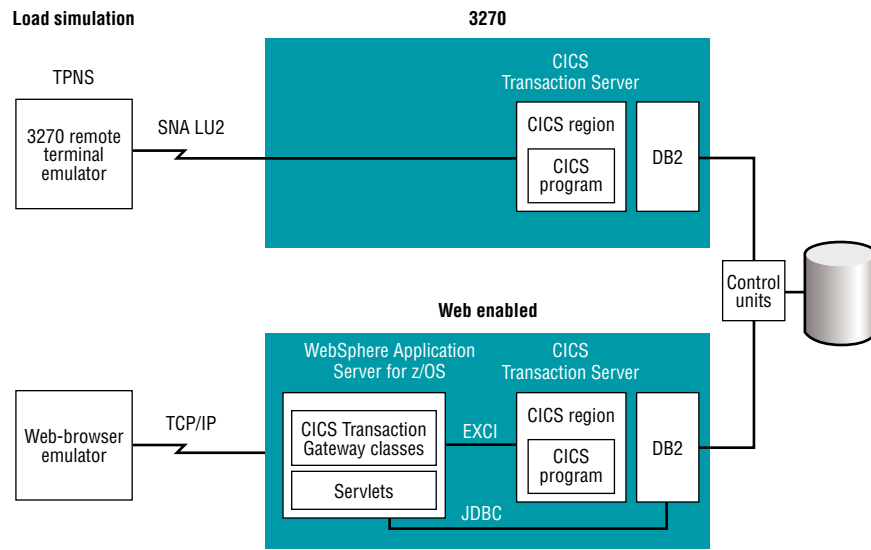 Load simulation
3270
TPNS
3270 remote
terminal
emulator
SNA LU2
CICS
Transaction Server
CICS region
CICS
program
DB2
Control
units
Web enabled
WebSphere Application
Server for z/OS
CICS
Transaction Server
Web-browser
emulator
TCP/IP
CICS Transaction
Gateway classes
Servlets
EXCI
CICS region
CICS
program
DB2
JDBC